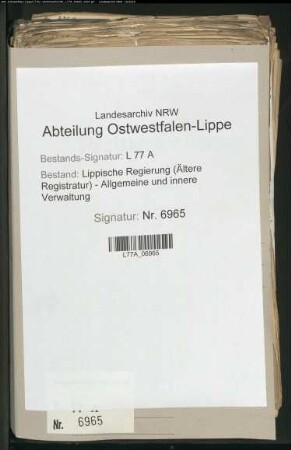 Landesarchiv NRW
Abteilung Ostwestfalen-Lippe
Bestands-Signatur: L 77 A
Bestand: Lippische Regierung (Ältere
Registratur) - Allgemeine und innere
Verwaltung
Signatur: Nr. 6965
L77A_06965
Nr. 6965